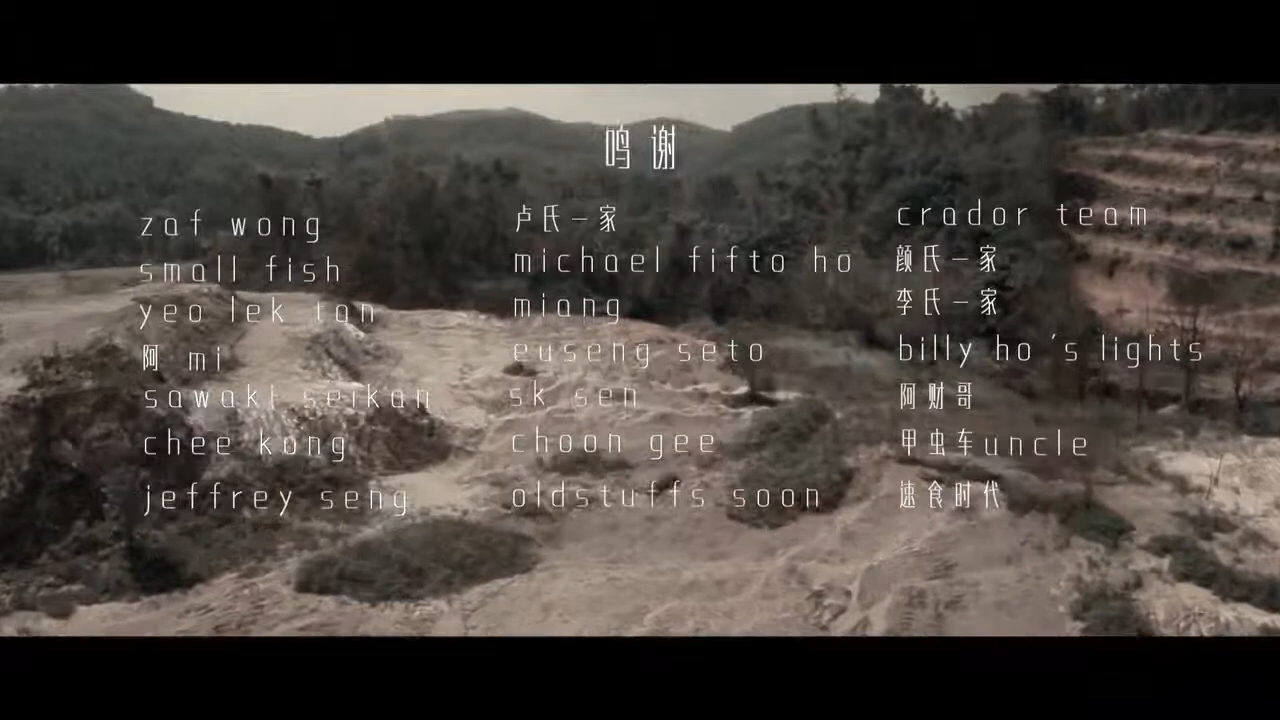 鸣谢
zaf wong
small fish
yeo lek tan
阿 mi
sawaki seikan
chee kong
jeffrey seng
卢氏一家
michael fifto ho
miang
euseng seto
sk sen
choon gee
oldstuffs soon
crador team
颜氏一家
李氏一家
billy ho 's lights
阿财哥
甲虫车uncle
速食时代